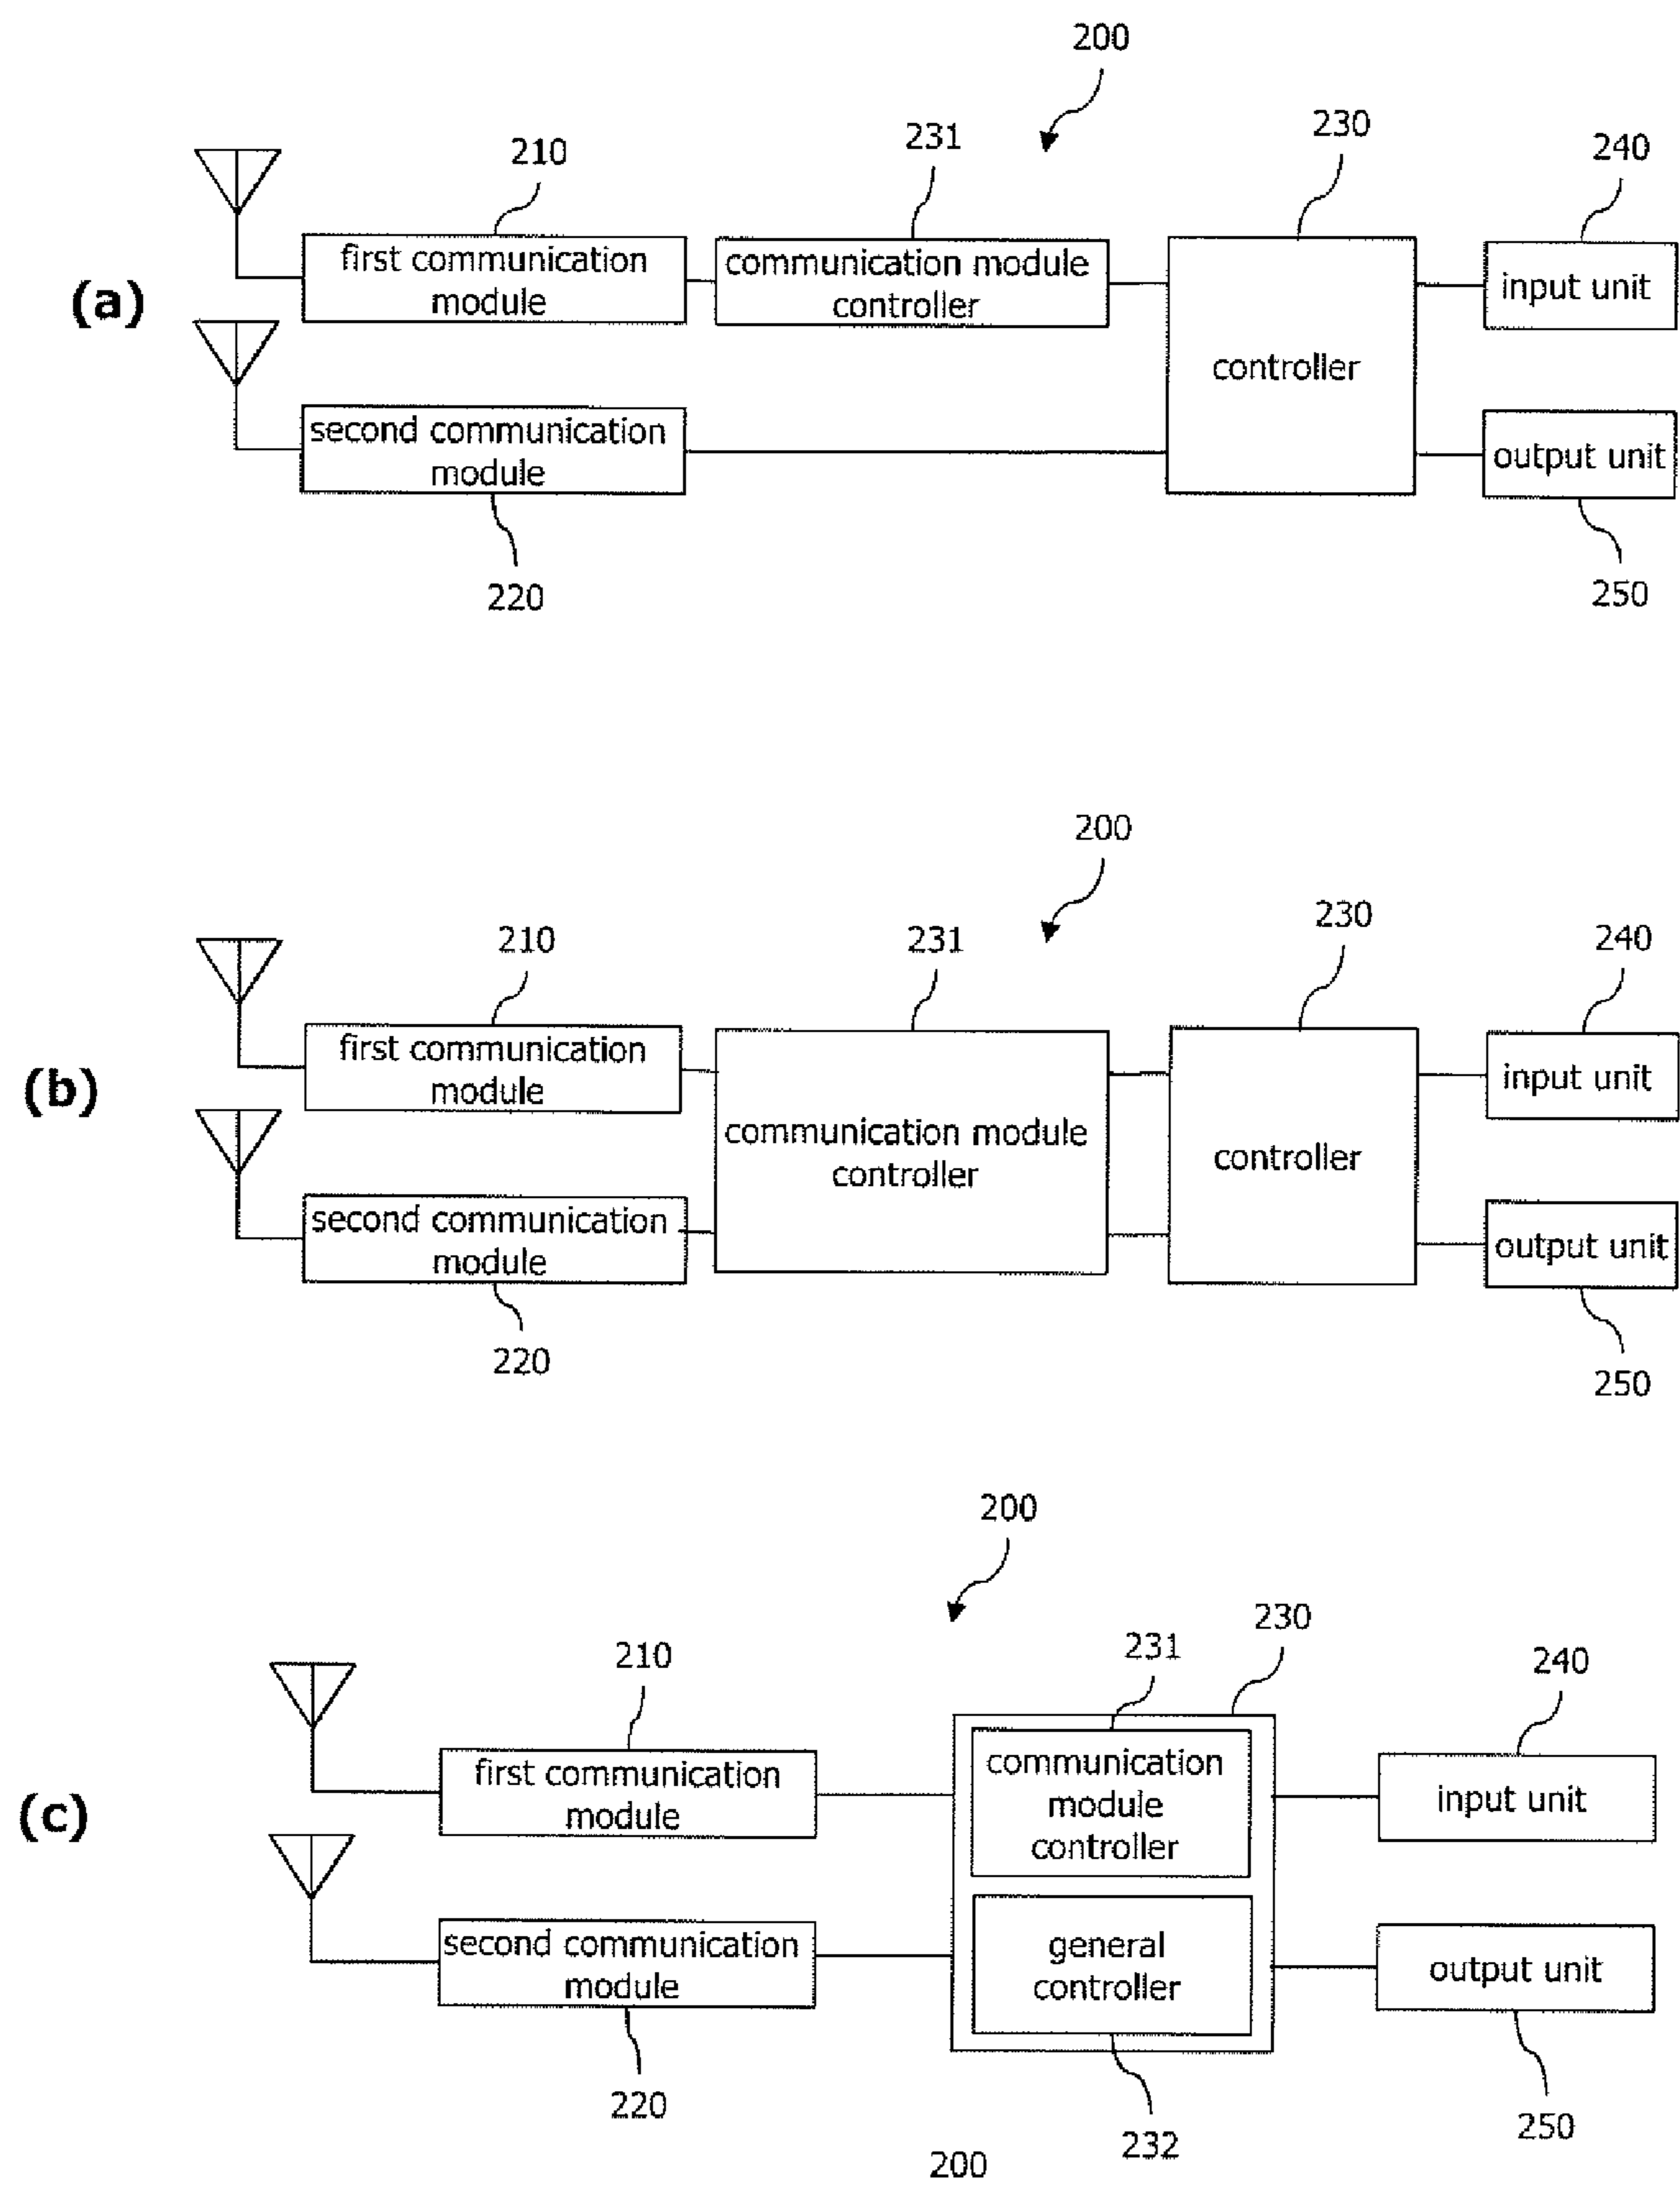 200
210
231
230
240
(a)
first communication
module
communication module
controller
controller
input unit
second communication
module
output unit
220
250
200
210
231
230
240
(b)
first communication
module
communication module
controller
controller
input unit
second communication
module
output unit
220
250
200
210
231
230
240
(c)
first communication
module
communication
module
controller
input unit
second communication
module
general
controller
output unit
220
232
250
200